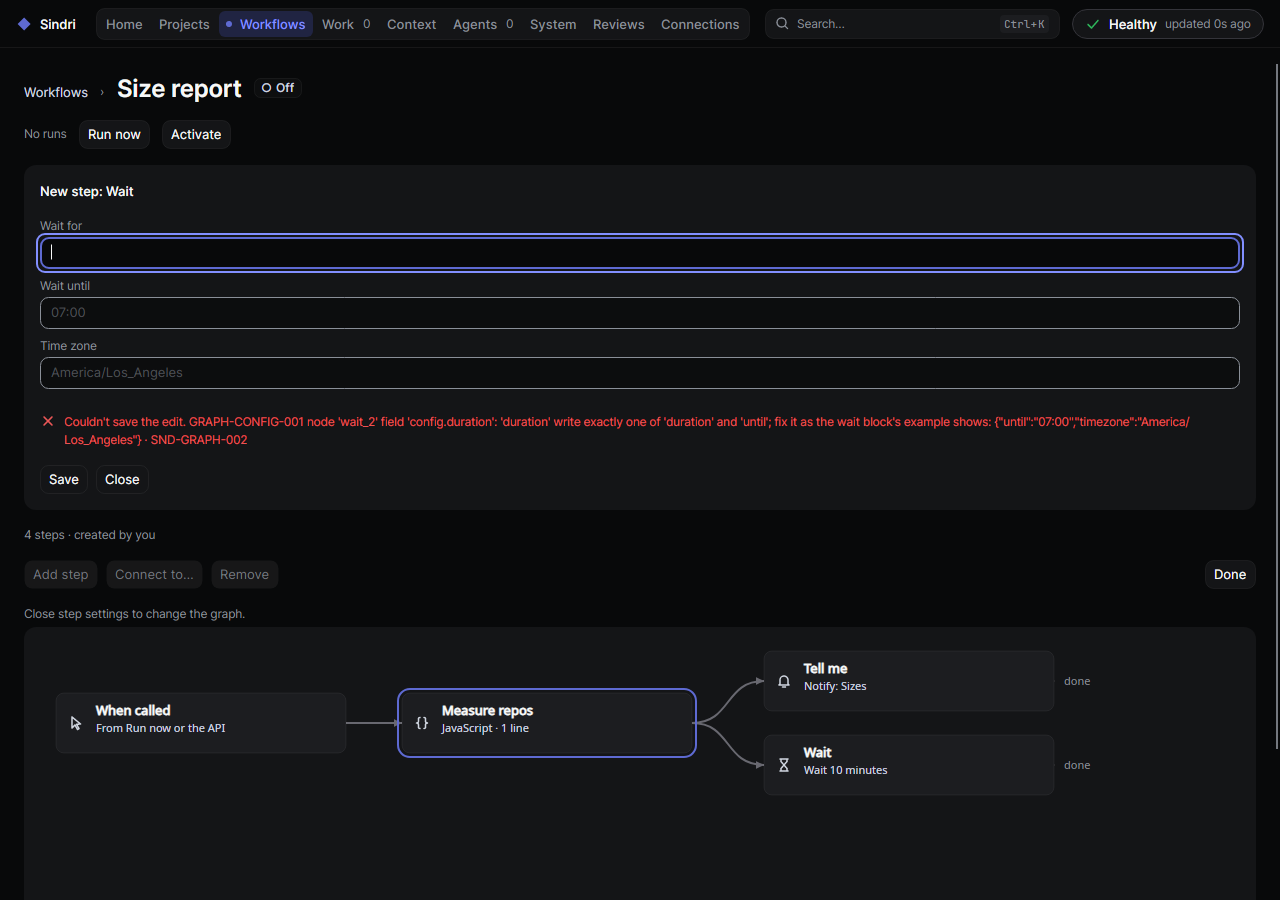 Sindri
Home Projects Workflows Work 0 Context Agents 0 System Reviews Connections
Search... Ctrl+K
Healthy updated 0s ago
Workflows › Size report Off
No runs Run now Activate
New step: Wait
Wait for
Wait until
07:00
Time zone
America/Los_Angeles
Couldn't save the edit. GRAPH-CONFIG-001 node 'wait_2' field 'config.duration': 'duration' write exactly one of 'duration' and 'until'; fix it as the wait block's example shows: {"until":"07:00","timezone":"America/
Los_Angeles"} · SND-GRAPH-002
Save Close
4 steps · created by you
Add step Connect to... Remove Done
Close step settings to change the graph.
When called
From Run now or the API
Measure repos
{} JavaScript · 1 line
Tell me
Notify: Sizes
done
Wait
Wait 10 minutes
done